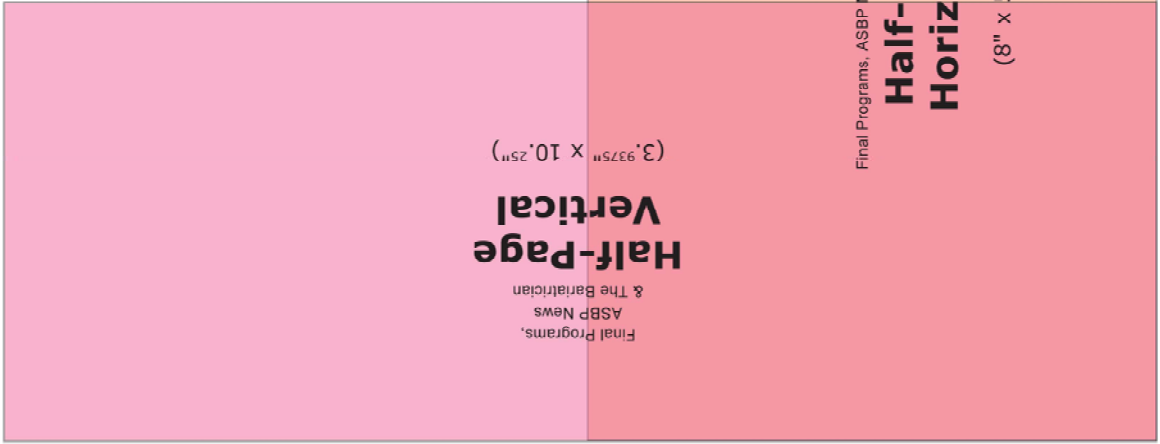 Final Programs,
ASBP News
& The Bariatrician
Half-Page
Vertical
(3.9375" x 10.25")
Final Programs, ASBP
Half-
Horiz
(8" x